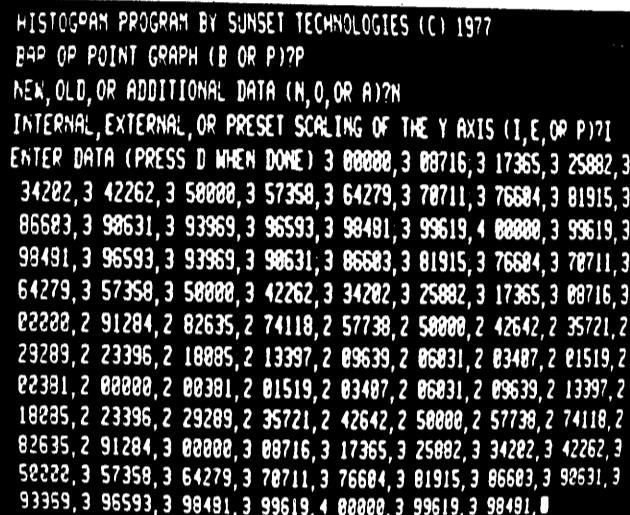 HISTOGRAM PROGRAM BY SUNSET TECHNOLOGIES (C) 1977
BAR OR POINT GRAPH (B OR P)?P
NEW, OLD, OR ADDITIONAL DATA (N,O,OR A)?N
INTERNAL, EXTERNAL, OR PRESET SCALING OF THE Y AXIS (I,E,OR P)?I
ENTER DATA (PRESS D WHEN DONE) 3 00000,3 08716,3 17365,3 25882,3
34202,3 42262,3 50000,3 57358,3 64279,3 70711,3 76604,3 81915,3
86603,3 90631,3 93969,3 96593,3 98481,3 99619,4 00000,3 99619,3
98481,3 96593,3 93969,3 90631,3 86603,3 81915,3 76604,3 70711,3
64279,3 57358,3 50000,3 42262,3 34202,3 25882,3 17365,3 08716,3
00000,2 91284,2 82635,2 74118,2 57738,2 50000,2 42642,2 35721,2
29289,2 23396,2 18085,2 13397,2 09639,2 06031,2 03407,2 01519,2
00381,2 00000,2 00381,2 01519,2 03407,2 06031,2 09639,2 13397,2
18085,2 23396,2 29289,2 35721,2 42642,2 50000,2 57738,2 74118,2
82635,2 91284,3 00000,3 08716,3 17365,3 25882,3 34202,3 42262,3
50000,3 57358,3 64279,3 70711,3 76604,3 81915,3 86603,3 90631,3
93969,3 96593,3 98481,3 99619,4 00000,3 99619,3 98481,